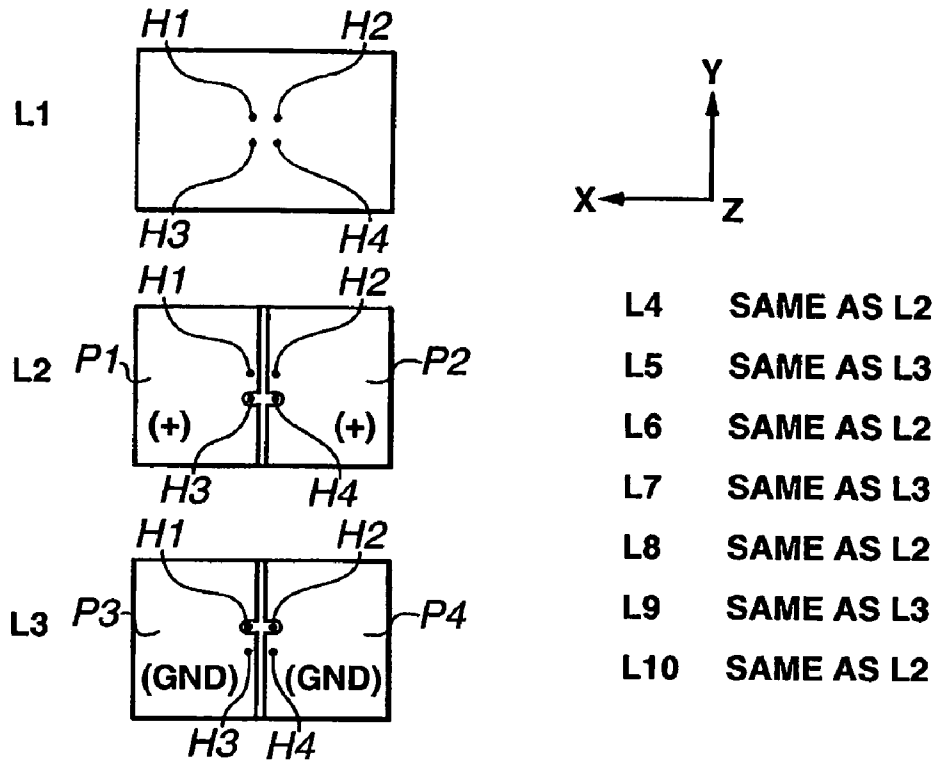 H1 H2
L1
H3 H4
H1 H2
L2 P1 P2
(+) (+)
H3 H4
H1 H2
L3 P3 P4
(GND) (GND)
H3 H4
Y
X Z
L4 SAME AS L2
L5 SAME AS L3
L6 SAME AS L2
L7 SAME AS L3
L8 SAME AS L2
L9 SAME AS L3
L10 SAME AS L2